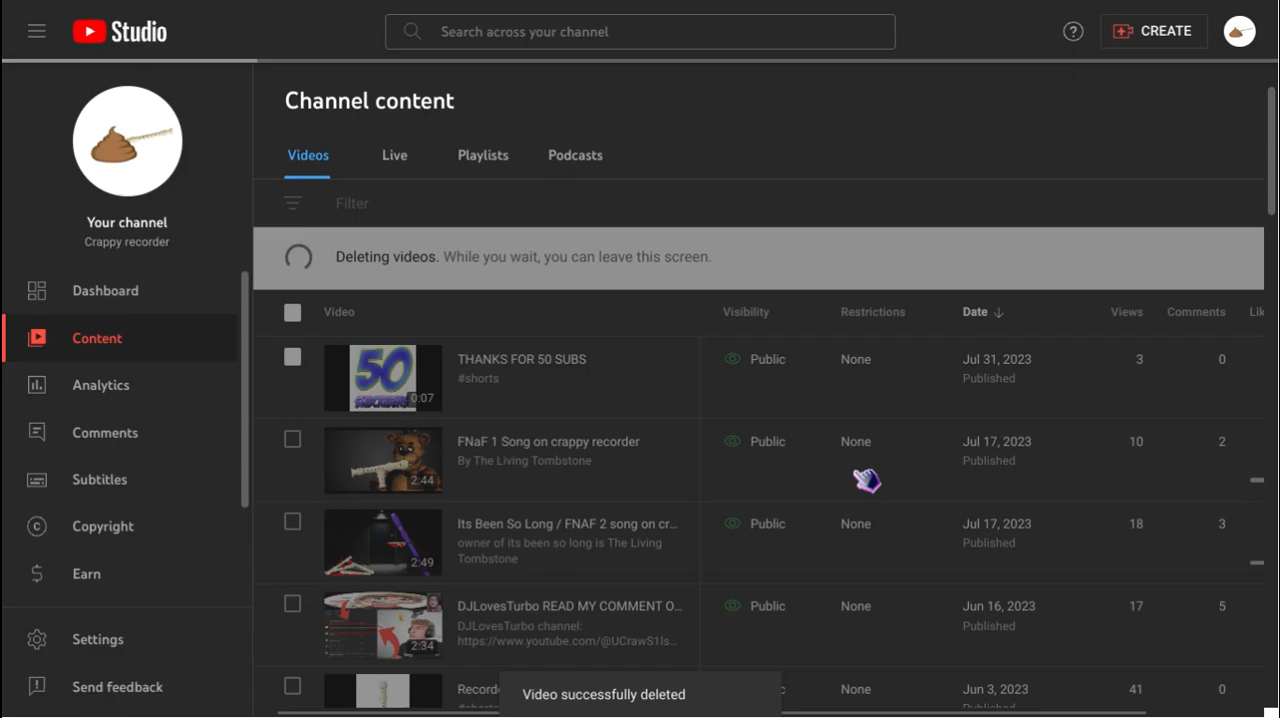 Studio
Search across your channel
?
CREATE
Channel content
Videos
Live
Playlists
Podcasts
Filter
Your channel
Crappy recorder
Deleting videos. While you wait, you can leave this screen.
Dashboard
Content
Analytics
Comments
Subtitles
Copyright
Earn
Settings
Send feedback
Video
Visibility
Restrictions
Date
Views
Comments
Lik
50
0:07
THANKS FOR 50 SUBS
#shorts
Public
None
Jul 31, 2023
Published
3
0
2:44
FNaF 1 Song on crappy recorder
By The Living Tombstone
Public
None
Jul 17, 2023
Published
10
2
2:49
Its Been So Long / FNAF 2 song on cr...
owner of its been so long is The Living
Tombstone
Public
None
Jul 17, 2023
Published
18
3
2:34
DJLovesTurbo READ MY COMMENT O...
DJLovesTurbo channel:
https://www.youtube.com/@UCrawS1Is...
Public
None
Jun 16, 2023
Published
17
5
None
Jun 3, 2023
41
0
Video successfully deleted